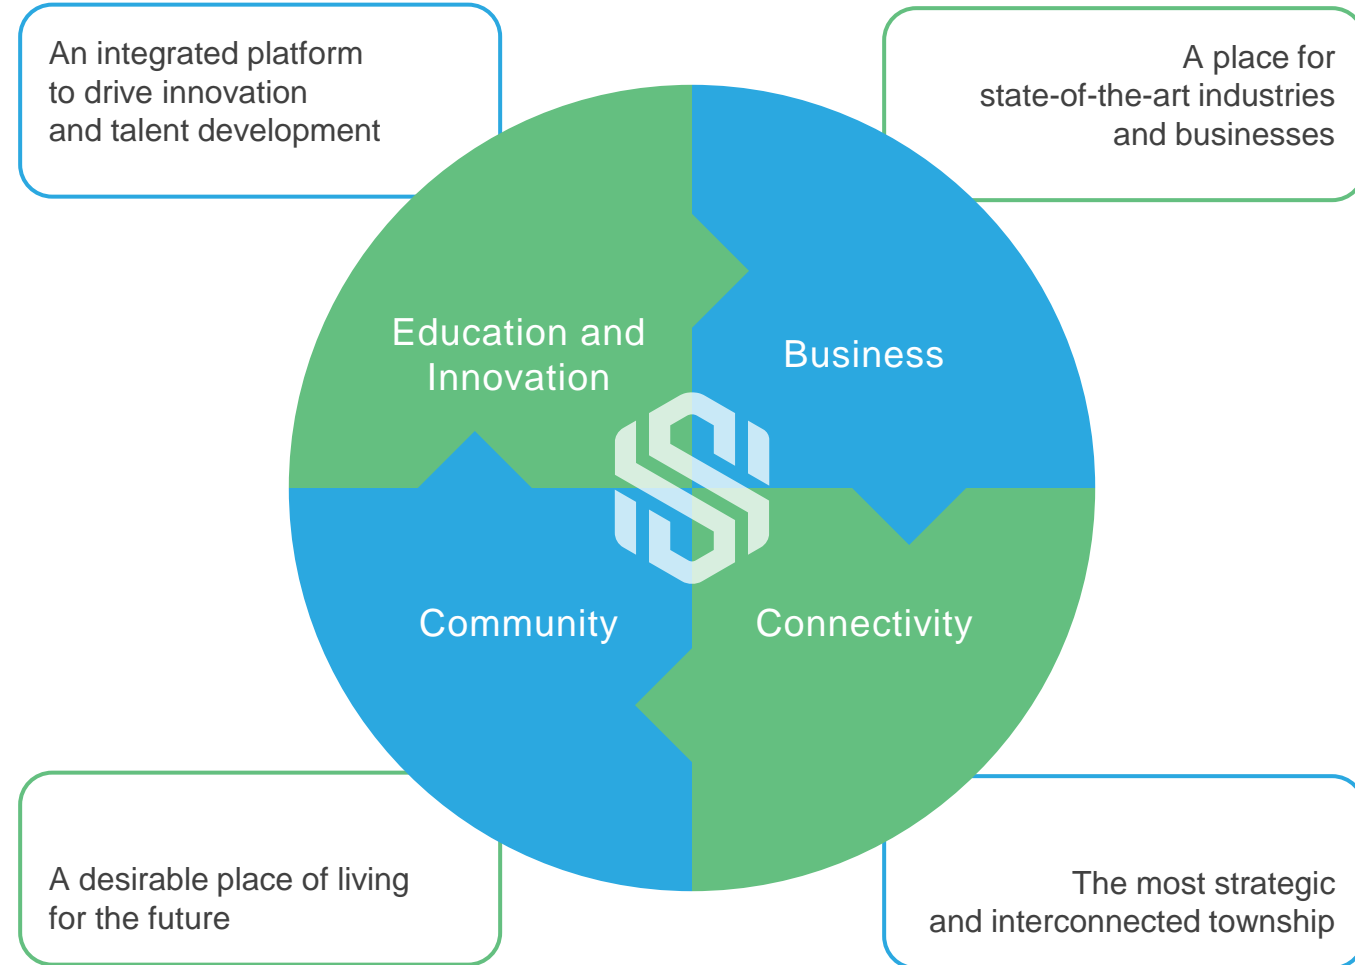 An integrated platform
to drive innovation
and talent development
A place for
state-of-the-art industries
and businesses
Education and
Innovation
Business
Community
Connectivity
A desirable place of living
for the future
The most strategic
and interconnected township